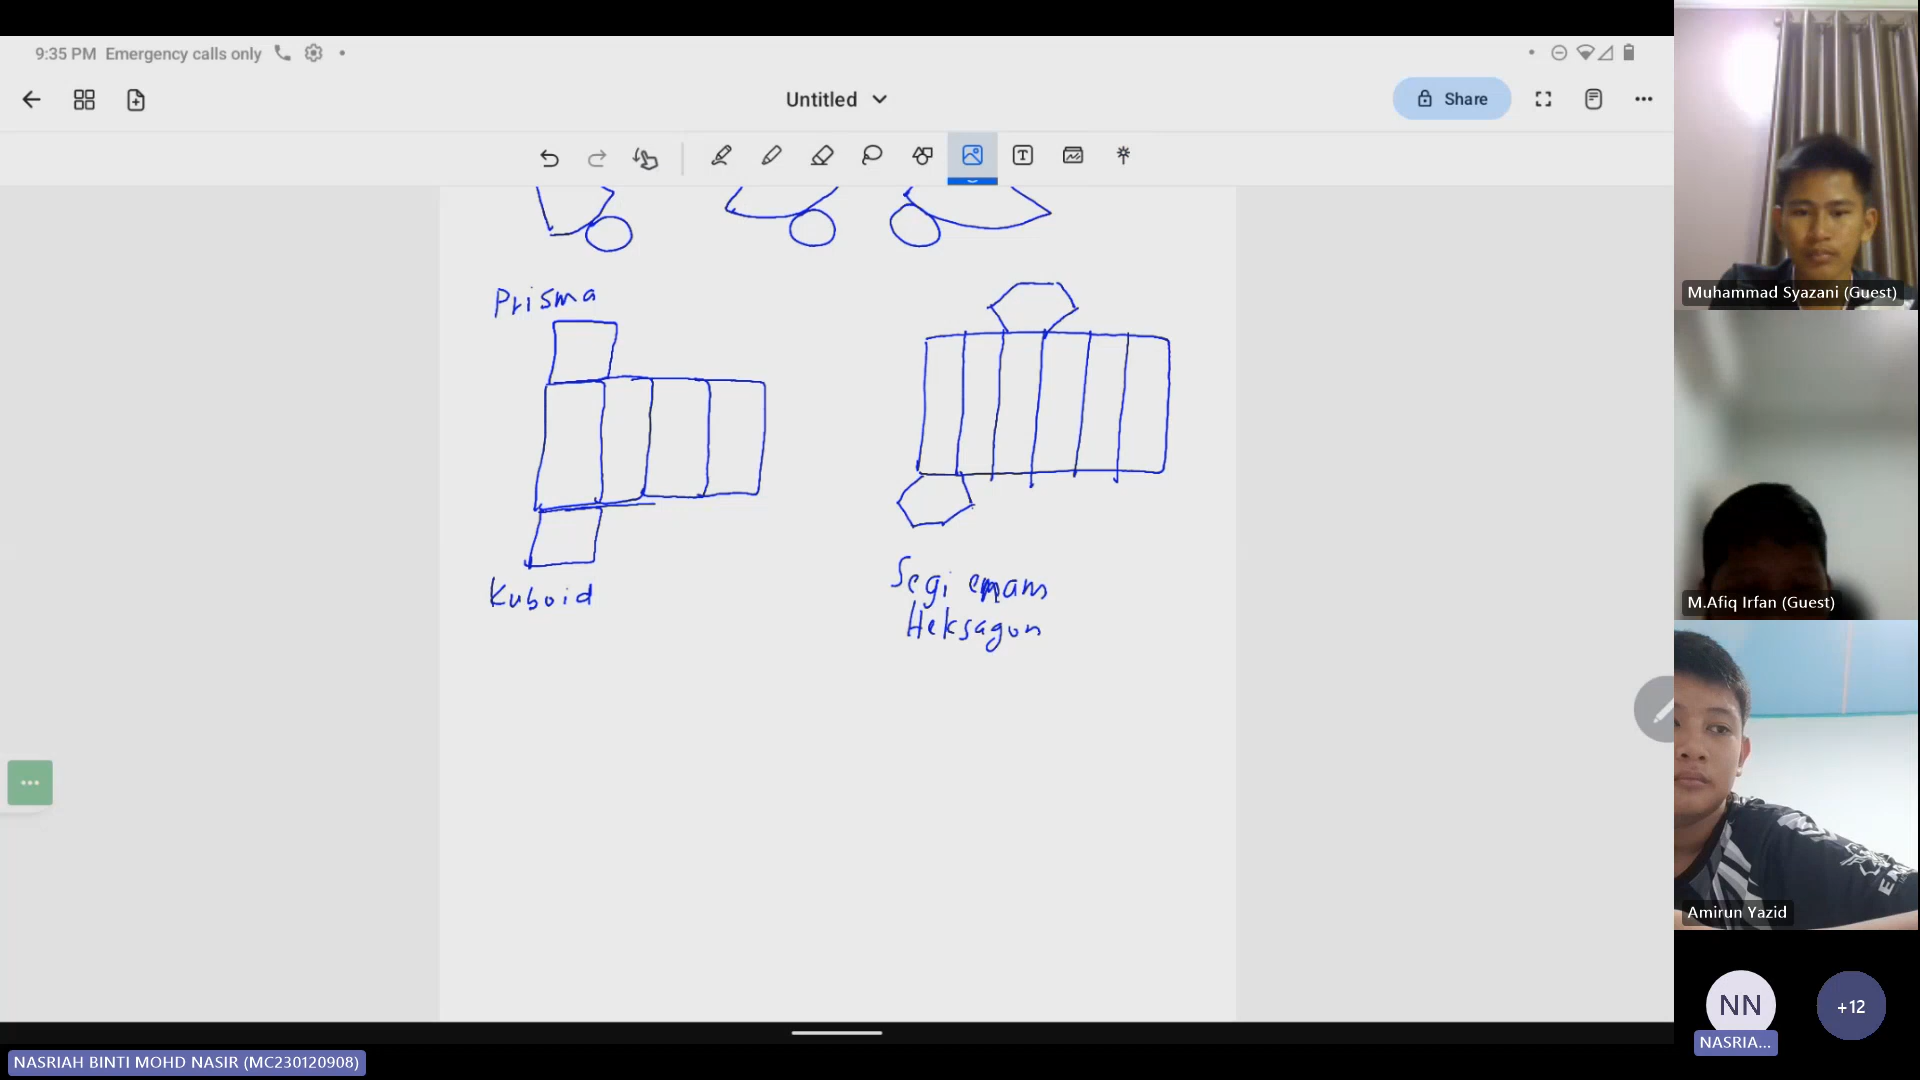 9:35 PM Emergency calls only
Untitled
Share
Prisma
Kuboid
Segi enam
Heksagon
Muhammad Syazani (Guest)
M.Afiq Irfan (Guest)
EM
Amirun Yazid
NN
+12
NASRIA...
NASRIAH BINTI MOHD NASIR (MC230120908)